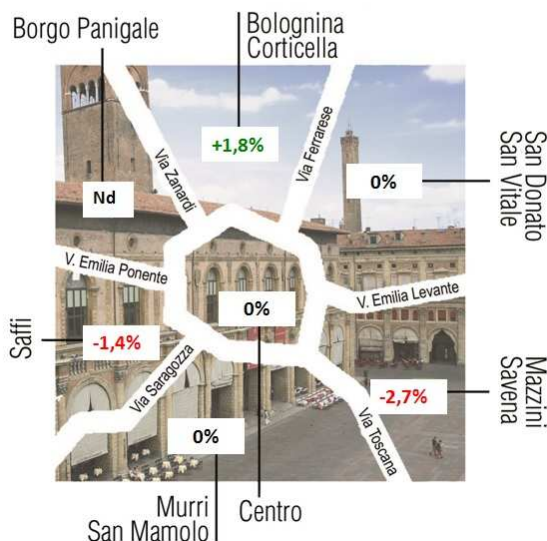 Borgo Panigale
Bolognina
Corticella
Via Zanardi
+1,8%
Via Ferrarese
San Donato
San Vitale
0%
Nd
V. Emilia Ponente
0%
V. Emilia Levante
Saffi
-1,4%
Via Saragozza
Mazzini
Savena
-2,7%
Via Toscana
0%
Murri
San Mamolo
Centro